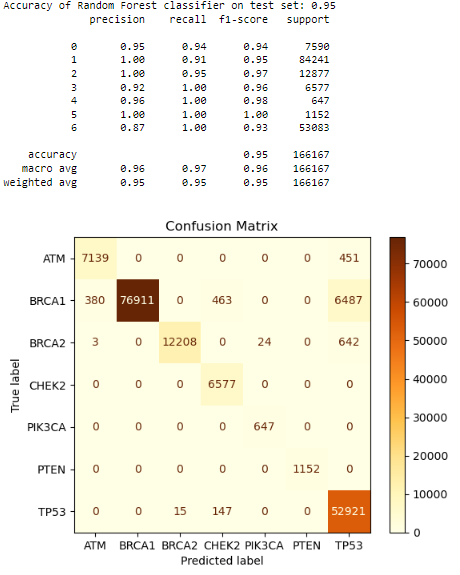 Accuracy of Random Forest classifier on test set: 0.95
precision recall f1-score support
0 0.95 0.94 0.94 7590
1 1.00 0.91 0.95 84241
2 1.00 0.95 0.97 12877
3 0.92 1.00 0.96 6577
4 0.96 1.00 0.98 647
5 1.00 1.00 1.00 1152
6 0.87 1.00 0.93 53083
accuracy 0.95 166167
macro avg 0.96 0.97 0.96 166167
weighted avg 0.95 0.95 0.95 166167
Confusion Matrix
ATM 7139 0 0 0 0 0 451
BRCA1 380 76911 0 463 0 0 6487
BRCA2 3 0 12208 0 24 0 642
CHEK2 0 0 0 6577 0 0 0
PIK3CA 0 0 0 0 647 0 0
PTEN 0 0 0 0 0 1152 0
TP53 0 0 15 147 0 0 52921
ATM BRCA1 BRCA2 CHEK2 PIK3CA PTEN TP53
Predicted label
True label
70000
60000
50000
40000
30000
20000
10000
0